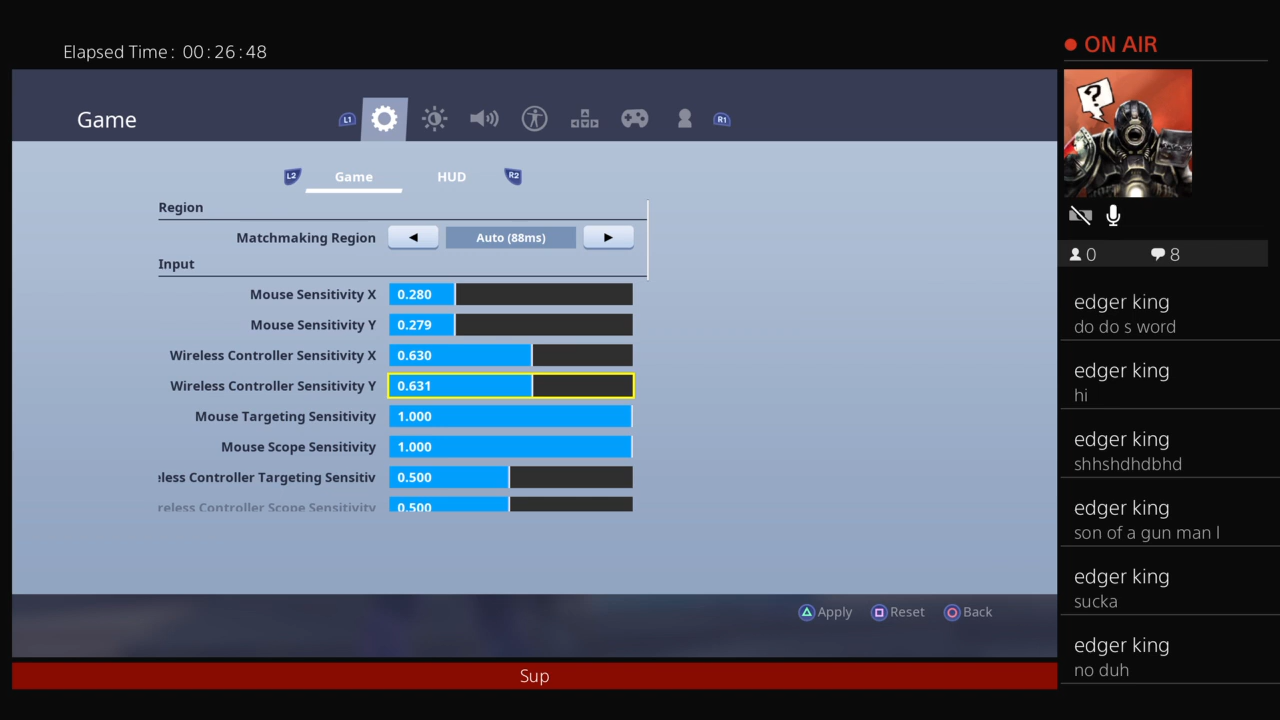 Elapsed Time: 00:26:48
ON AIR
Game
L1
R1
?
L2
Game
HUD
R2
0
8
Region
Matchmaking Region
Auto (88ms)
Input
Mouse Sensitivity X
0.280
Mouse Sensitivity Y
0.279
Wireless Controller Sensitivity X
0.630
Wireless Controller Sensitivity Y
0.631
Mouse Targeting Sensitivity
1.000
Mouse Scope Sensitivity
1.000
eless Controller Targeting Sensitiv
0.500
reless Controller Scope Sensitivity
0.500
Apply
Reset
Back
Sup
edger king
do do s word
edger king
hi
edger king
shhshdhdbhd
edger king
son of a gun man l
edger king
sucka
edger king
no duh